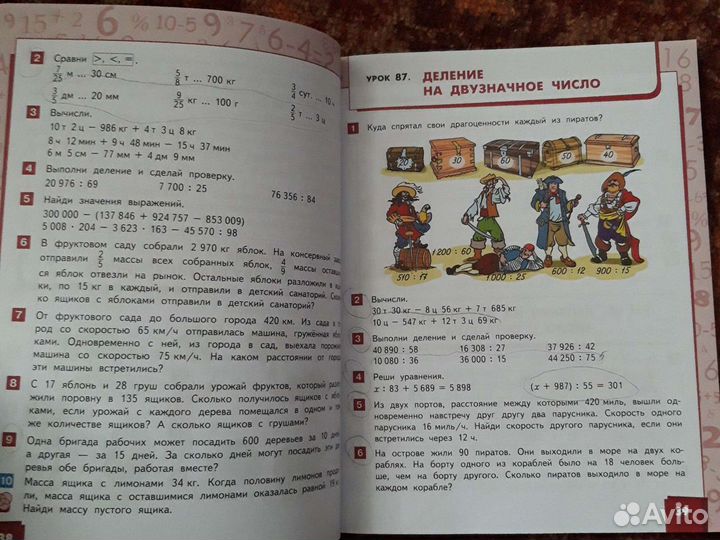 2 Сравни >, <, =.
7/25 м ... 30 см
5/8 т ... 700 кг
3/4 сут. ... 10 ч
3/5 дм ... 20 мм
9/25 кг ... 100 г
2/5 т ... 3 ц
3 Вычисли.
10 т 2 ц − 986 кг + 4 т 3 ц 8 кг
8 ч 12 мин + 9 ч 48 мин − 15 ч 37 мин
6 м 5 см − 77 мм + 4 дм 9 мм
4 Выполни деление и сделай проверку.
20 976 : 69 7 700 : 25 76 356 : 84
5 Найди значения выражений.
300 000 − (137 846 + 924 757 − 853 009)
5 008 · 204 − 3 623 · 163 − 45 570 : 98
6 В фруктовом саду собрали 2 970 кг яблок. На консервный
отправили 2/5 массы всех собранных яблок, 4/9 массы
ся яблок отвезли на рынок. Остальные яблоки разложили в
ки, по 15 кг в каждый, и отправили в детский санаторий.
ко ящиков с яблоками отправили в детский санаторий?
7 От фруктового сада до большого города 420 км. Из сада в
род со скоростью 65 км/ч отправилась машина, гружённая
ками. Одновременно с ней, из города в сад, выехала
машина со скоростью 75 км/ч. На каком расстоянии от
эти машины встретились?
8 С 17 яблонь и 28 груш собрали урожай фруктов, который
жили поровну в 135 ящиков. Сколько получилось ящиков с
ками, если урожай с каждого дерева помещался в одном и
же количестве ящиков? А сколько ящиков с грушами?
9 Одна бригада рабочих может посадить 600 деревьев за 10
а другая — за 15 дней. За сколько дней могут посадить эти
ревья обе бригады, работая вместе?
10 Масса ящика с лимонами 34 кг. Когда половину лимонов
ли, масса ящика с оставшимися лимонами оказалась равной 19
Найди массу пустого ящика.
38
УРОК 87. ДЕЛЕНИЕ
НА ДВУЗНАЧНОЕ ЧИСЛО
1 Куда спрятал свои драгоценности каждый из пиратов?
20 30 60 50 40
510 : 17 1200 : 60 1000 : 25 600 : 12 900 : 15
2 Вычисли.
30 т 30 кг − 8 ц 56 кг + 7 т 685 кг
10 ц − 547 кг + 12 т 3 ц 69 кг
3 Выполни деление и сделай проверку.
40 890 : 58 16 308 : 27 37 926 : 42
10 080 : 36 36 000 : 15 44 250 : 75
4 Реши уравнения.
x : 83 + 5 689 = 5 898 (x + 987) : 55 = 301
5 Из двух портов, расстояние между которыми 420 миль, вышли од-
новременно навстречу друг другу два парусника. Скорость одного
парусника 16 миль/ч. Найди скорость другого парусника, если они
встретились через 12 ч.
6 На острове жили 90 пиратов. Они выходили в море на двух ко-
раблях. На борту одного из кораблей было на 18 человек боль-
ше, чем на борту другого. Сколько пиратов выходило в море на
каждом корабле?
39
Avito